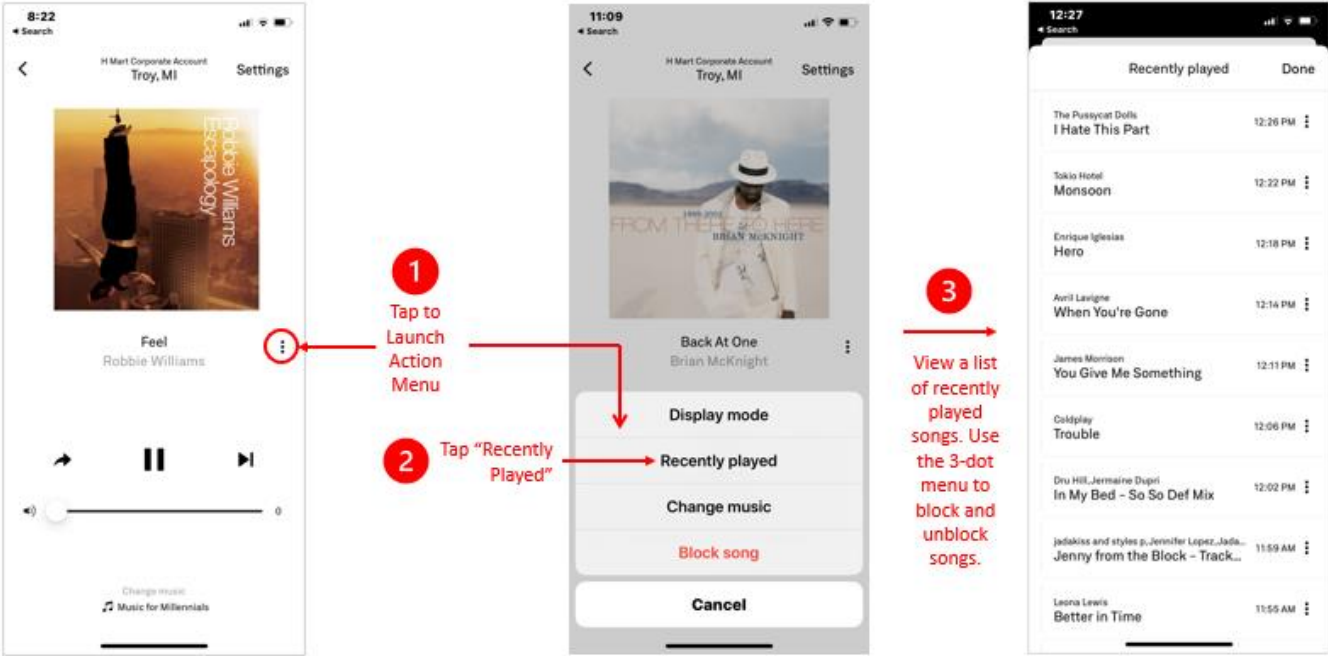 8:22
Search
H Mart Corporate Account
Troy, MI
Settings
Robbie Williams
Escapology
Feel
Robbie Williams
0
Change music
Music for Millennials
1
Tap to
Launch
Action
Menu
2
Tap “Recently
Played”
11:09
Search
H Mart Corporate Account
Troy, MI
Settings
1989-2002
FROM THERE TO HERE
BRIAN McKNIGHT
Back At One
Brian McKnight
Display mode
Recently played
Change music
Block song
Cancel
3
View a list
of recently
played
songs. Use
the 3-dot
menu to
block and
unblock
songs.
12:27
Search
Recently played
Done
The Pussycat Dolls
I Hate This Part
12:26 PM
Tokio Hotel
Monsoon
12:22 PM
Enrique Iglesias
Hero
12:18 PM
Avril Lavigne
When You're Gone
12:14 PM
James Morrison
You Give Me Something
12:11 PM
Coldplay
Trouble
12:06 PM
Dru Hill,Jermaine Dupri
In My Bed - So So Def Mix
12:02 PM
jadakiss and styles p,Jennifer Lopez,Jada...
Jenny from the Block - Track...
11:59 AM
Leona Lewis
Better in Time
11:55 AM